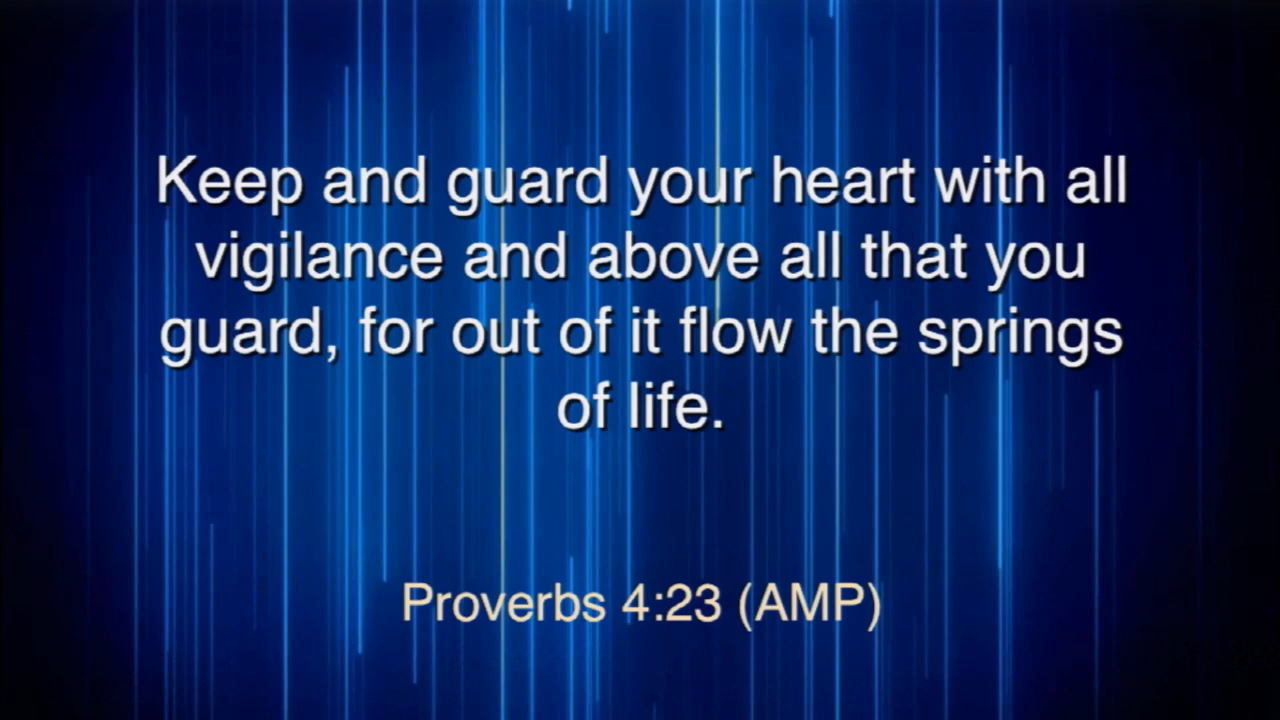 Keep and guard your heart with all
vigilance and above all that you
guard, for out of it flow the springs
of life.
Proverbs 4:23 (AMP)